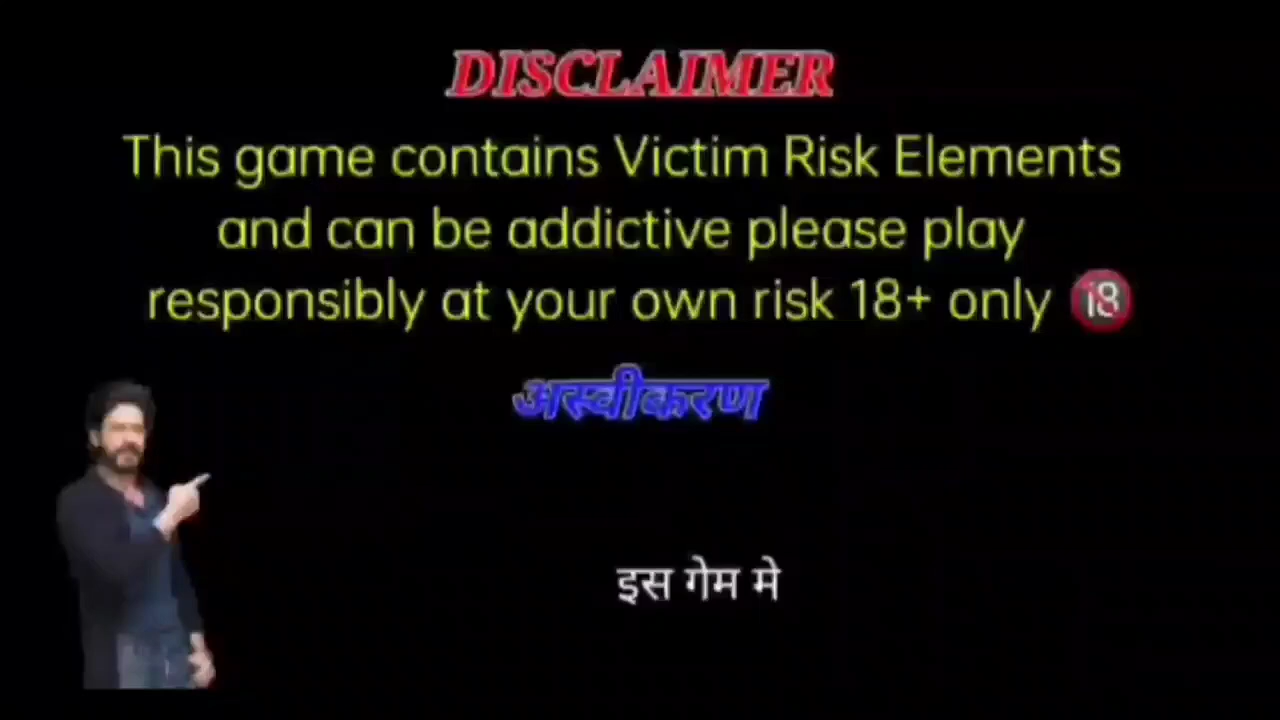 DISCLAIMER
This game contains Victim Risk Elements
and can be addictive please play
responsibly at your own risk 18+ only 🔞
अस्वीकरण
इस गेम मे